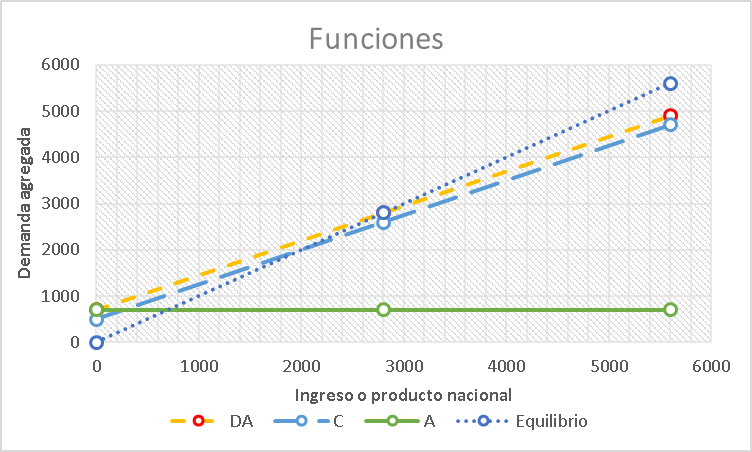 Funciones
6000
5000
4000
3000
2000
1000
0
Demanda agregada
0 1000 2000 3000 4000 5000 6000
Ingreso o producto nacional
DA C A Equilibrio